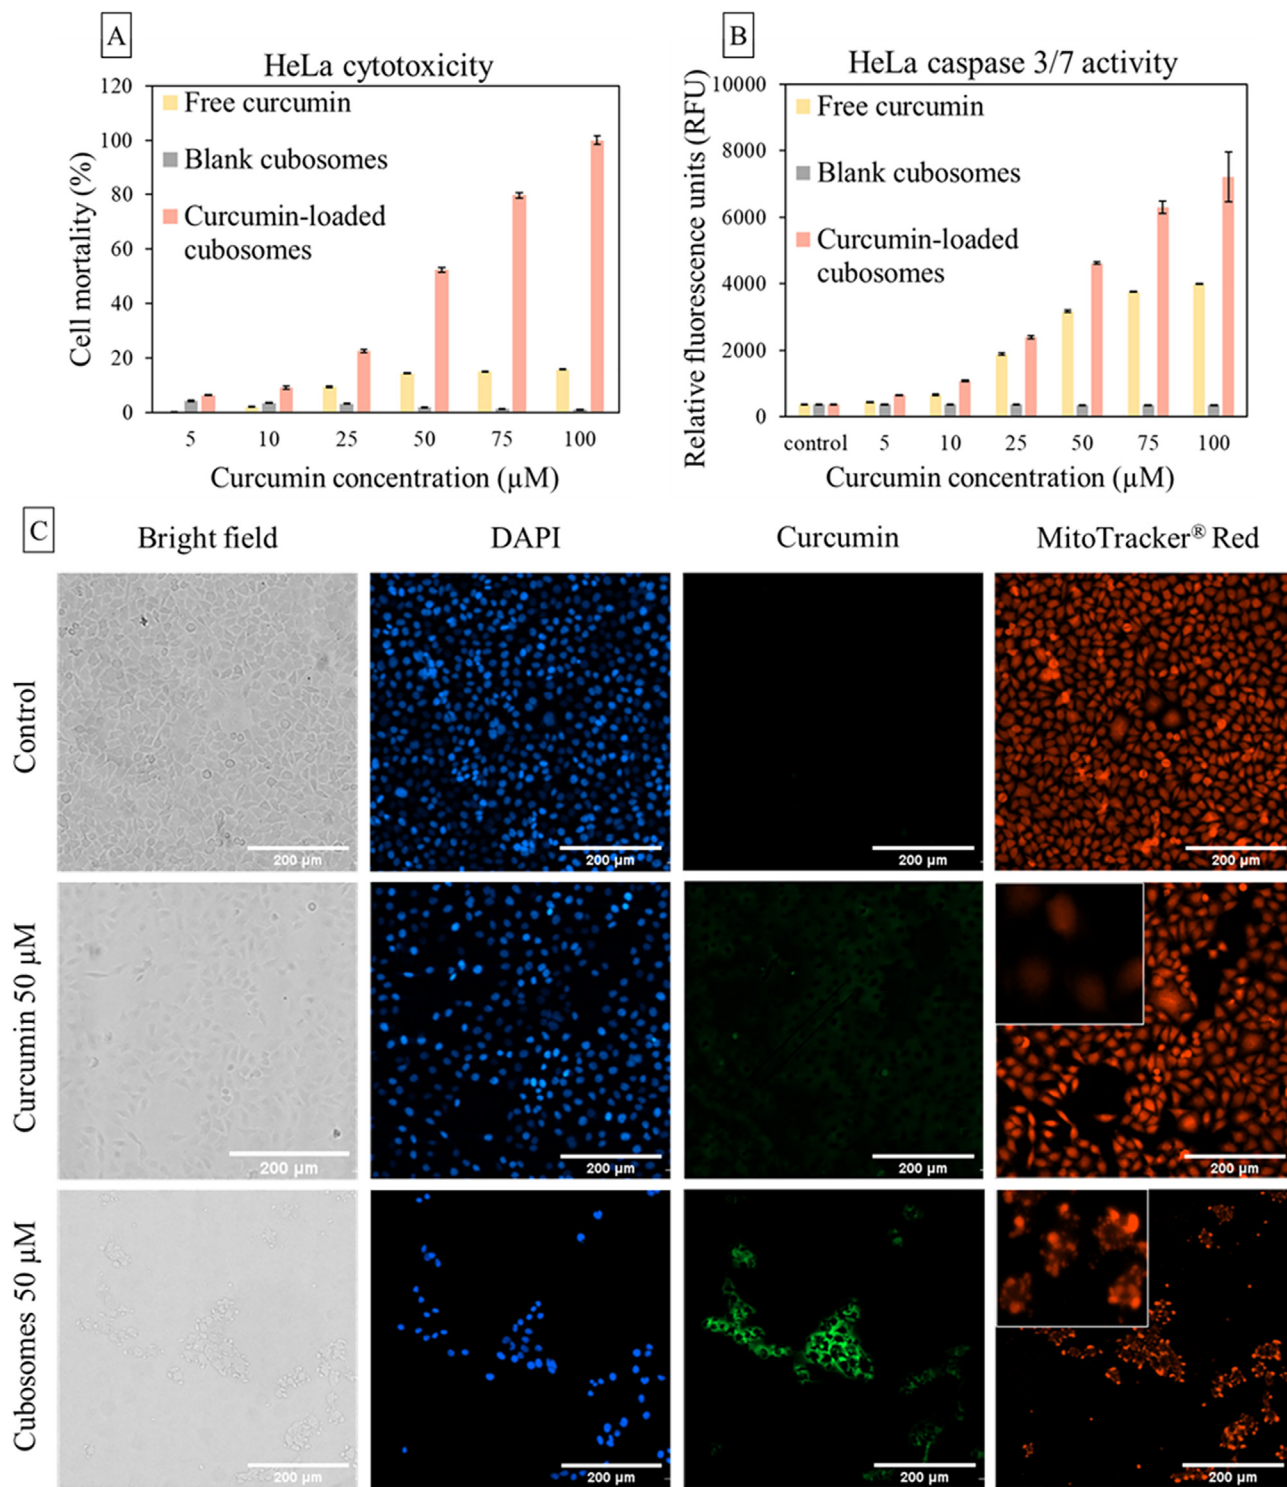 A
HeLa cytotoxicity
120
100
80
60
40
20
0
Cell mortality (%)
Free curcumin
Blank cubosomes
Curcumin-loaded
cubosomes
5 10 25 50 75 100
Curcumin concentration (µM)
B
HeLa caspase 3/7 activity
10000
8000
6000
4000
2000
0
Relative fluorescence units (RFU)
Free curcumin
Blank cubosomes
Curcumin-loaded
cubosomes
control 5 10 25 50 75 100
Curcumin concentration (µM)
C
Bright field DAPI Curcumin MitoTracker® Red
Control
200 µm 200 µm 200 µm 200 µm
Curcumin 50 µM
200 µm 200 µm 200 µm 200 µm
Cubosomes 50 µM
200 µm 200 µm 200 µm 200 µm